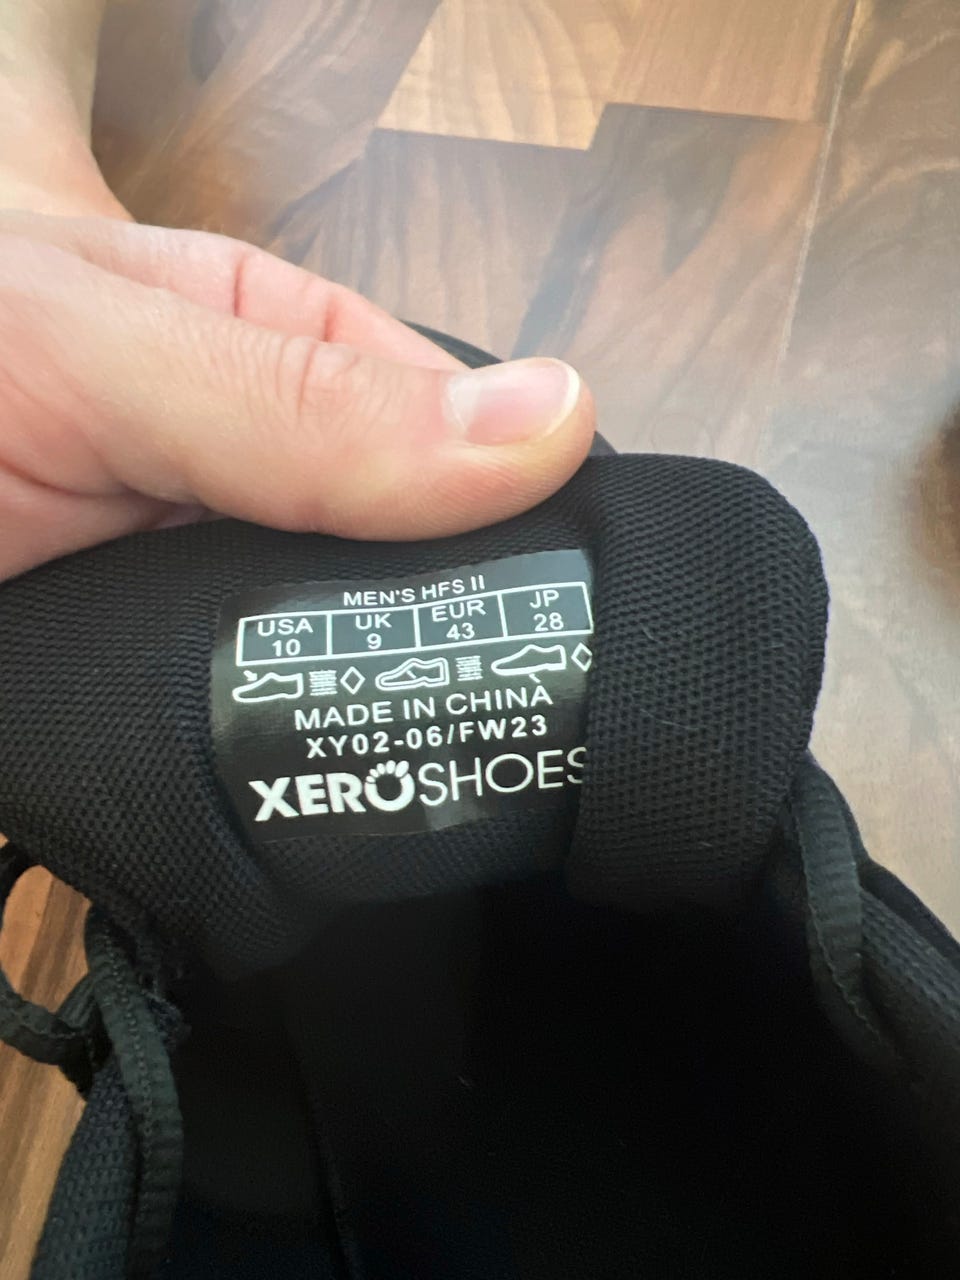 MEN'S HFS II
USA UK EUR JP
10 9 43 28
MADE IN CHINA
XY02-06/FW23
XEROSHOES